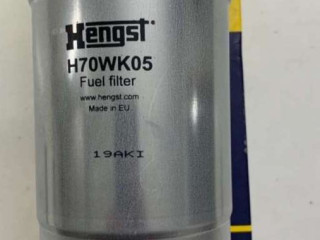 Hengst
H70WK05
Fuel filter
www.hengst.com
Made in EU
19AKI